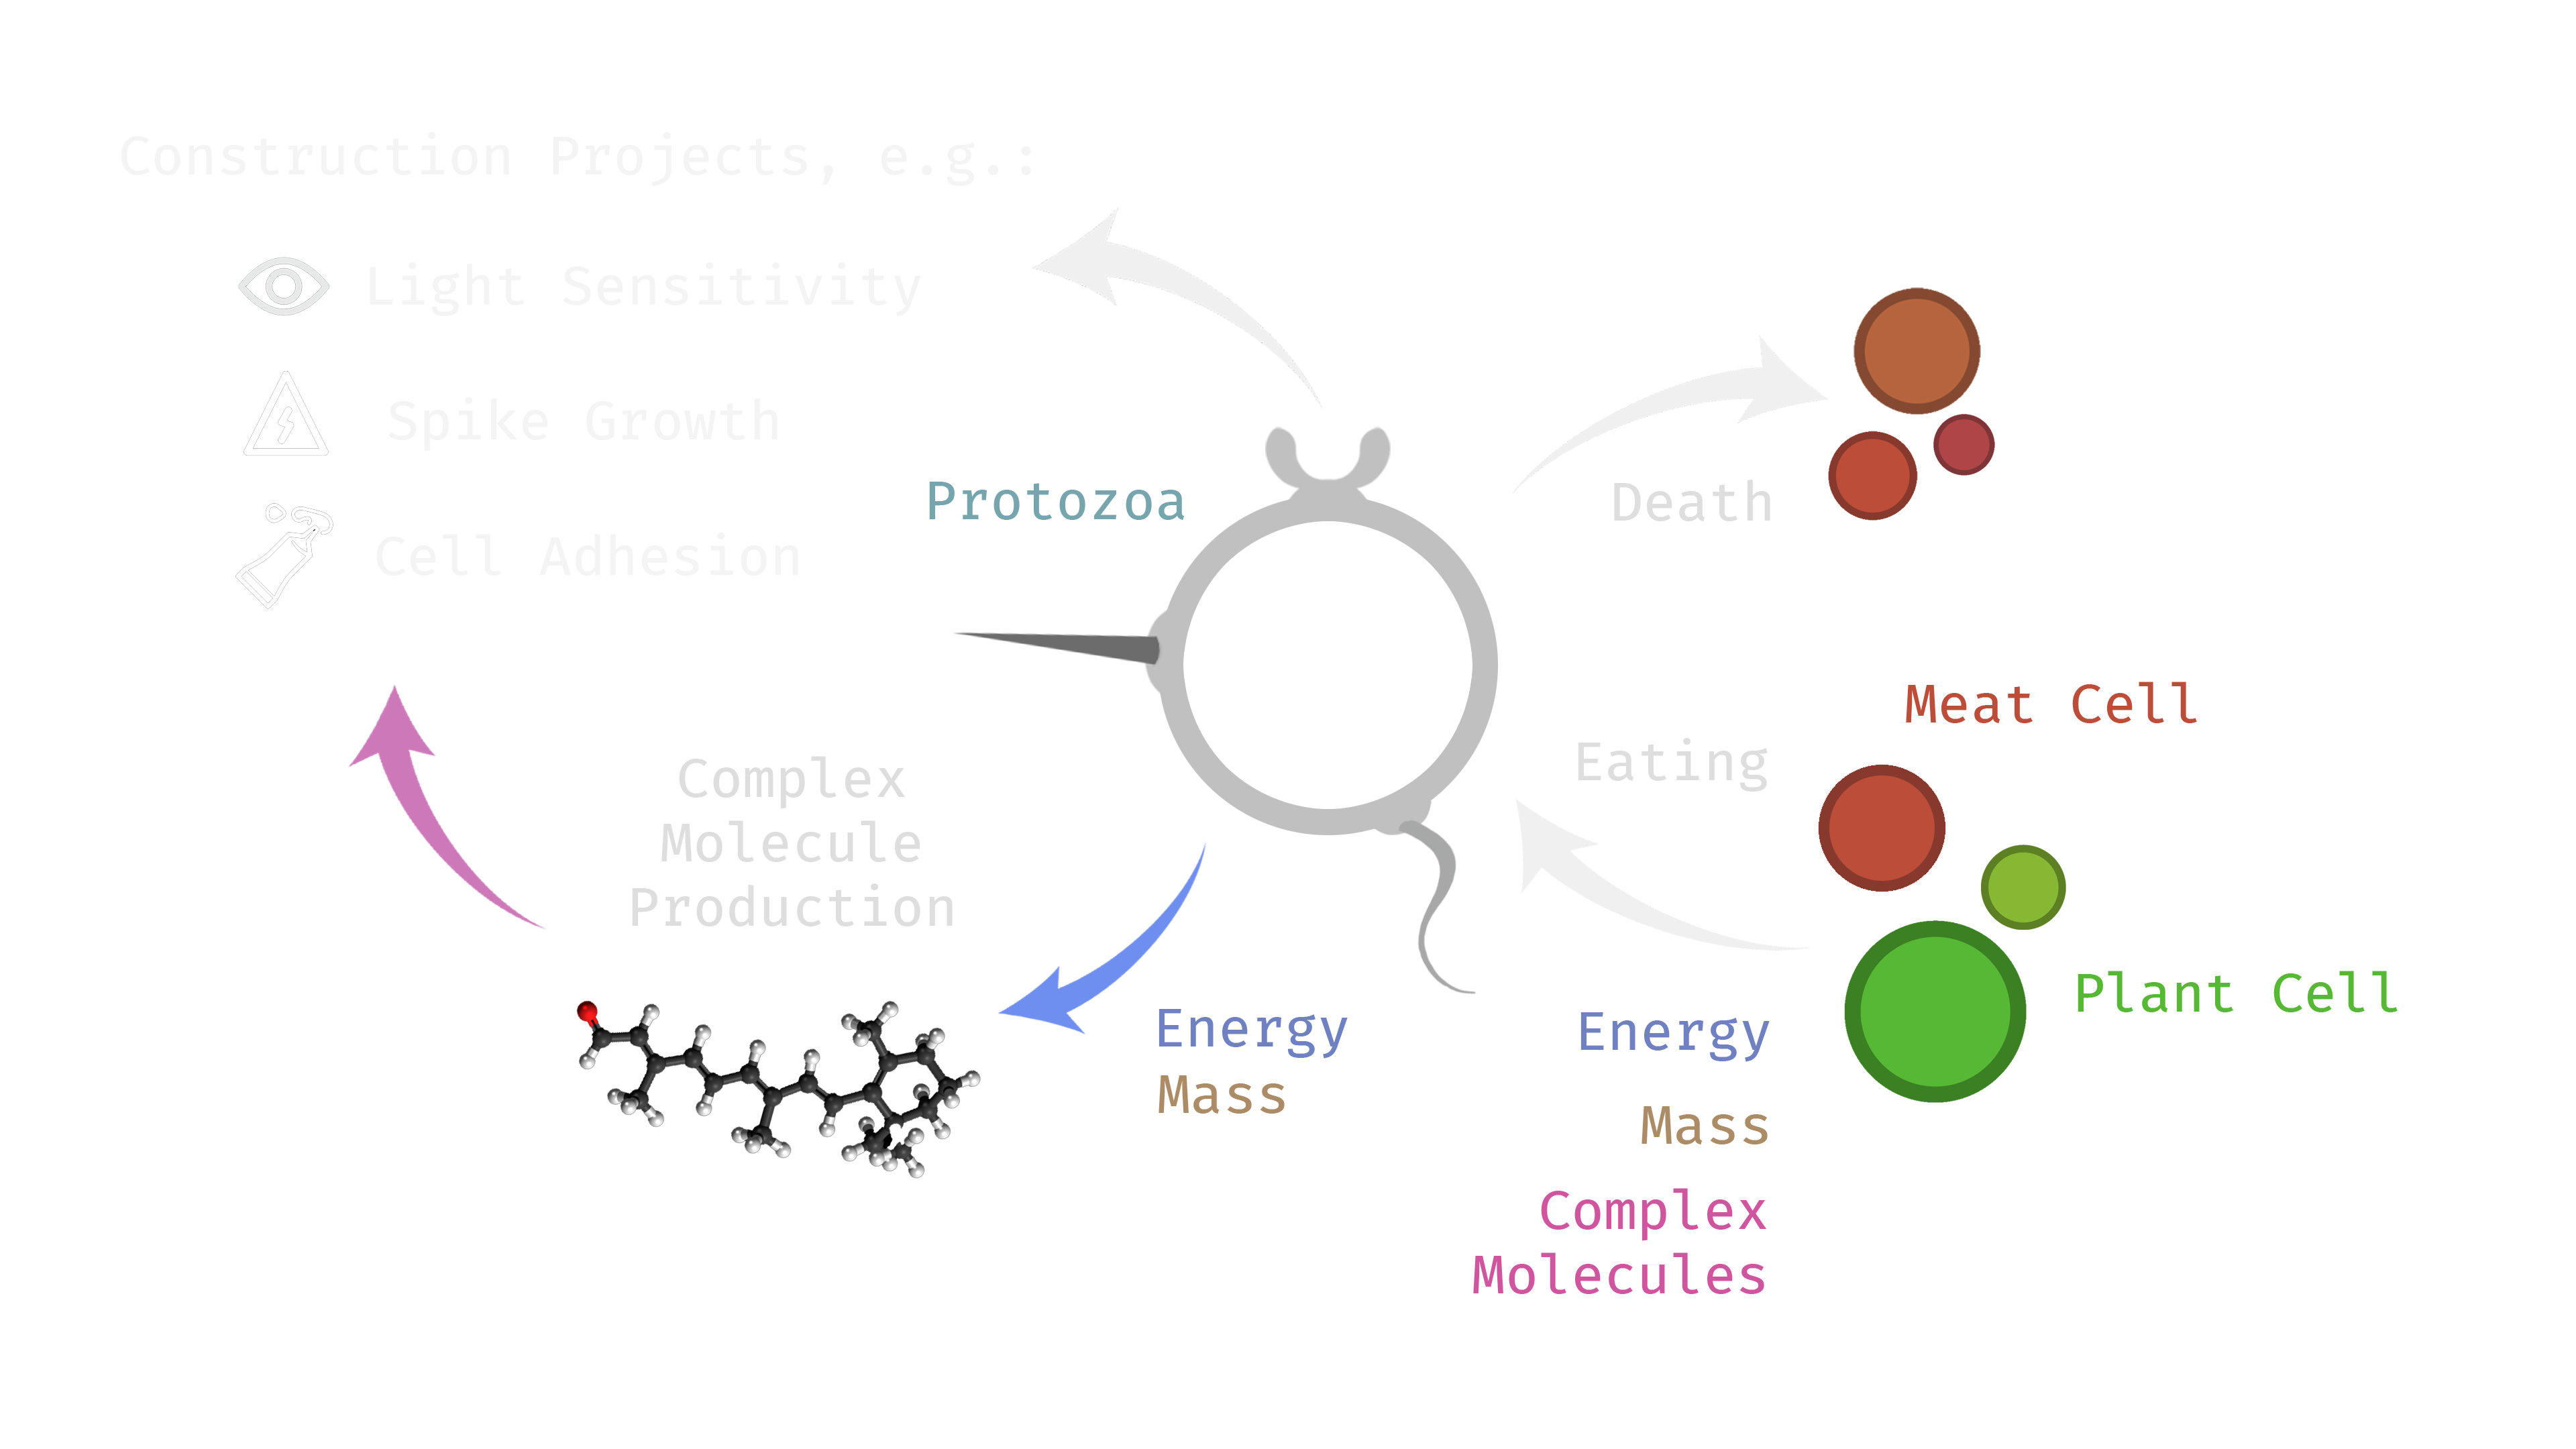 Construction Projects, e.g.:
Light Sensitivity
Spike Growth
Cell Adhesion
Protozoa
Death
Meat Cell
Eating
Complex
Molecule
Production
Plant Cell
Energy
Mass
Energy
Mass
Complex
Molecules